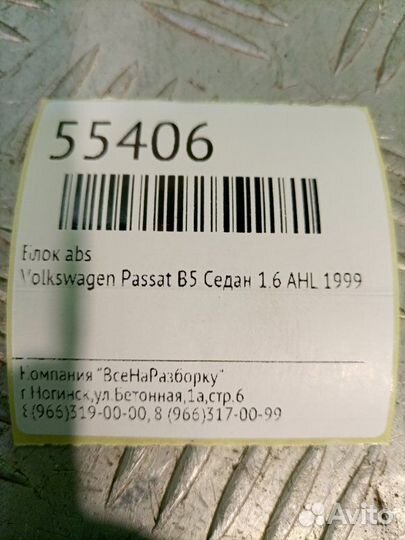 55406
Блок abs
Volkswagen Passat B5 Седан 1.6 AHL 1999
Компания "ВсеНаРазборку"
г.Ногинск,ул.Бетонная,1а,стр.6
8(966)319-00-00, 8 (966)317-00-99
Avito